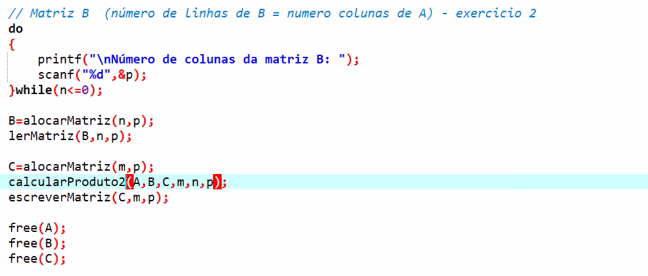 // Matriz B  (número de linhas de B = numero colunas de A) - exercicio 2
do
{
    printf("\nNúmero de colunas da matriz B: ");
    scanf("%d",&p);
}while(n<=0);

B=alocarMatriz(n,p);
lerMatriz(B,n,p);

C=alocarMatriz(m,p);
calcularProduto2(A,B,C,m,n,p);
escreverMatriz(C,m,p);

free(A);
free(B);
free(C);